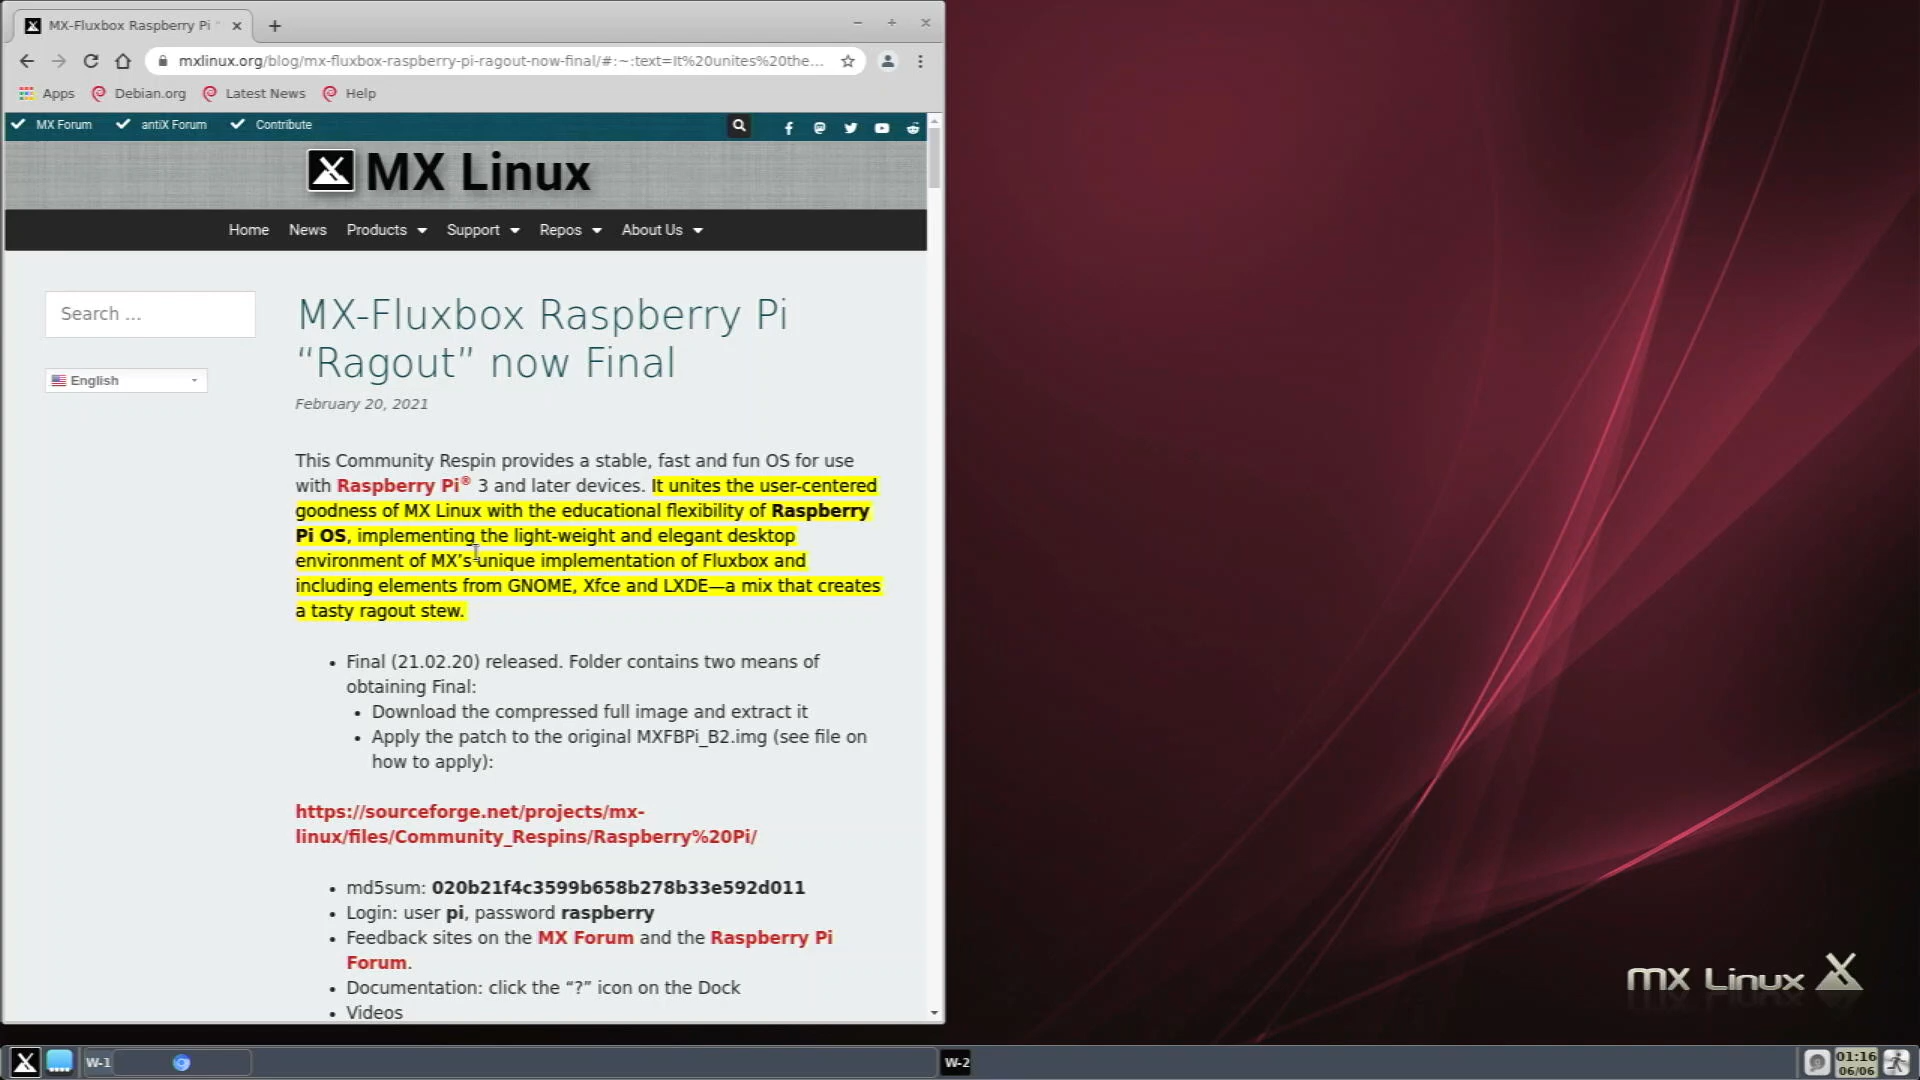 MX-Fluxbox Raspberry Pi
mxlinux.org/blog/mx-fluxbox-raspberry-pi-ragout-now-final/#:~:text=It%20unites%20the...
Apps Debian.org Latest News Help
MX Forum antiX Forum Contribute
MX Linux
Home News Products Support Repos About Us
Search ...
English
MX-Fluxbox Raspberry Pi
“Ragout” now Final
February 20, 2021
This Community Respin provides a stable, fast and fun OS for use
with Raspberry Pi® 3 and later devices. It unites the user-centered
goodness of MX Linux with the educational flexibility of Raspberry
Pi OS, implementing the light-weight and elegant desktop
environment of MX’s unique implementation of Fluxbox and
including elements from GNOME, Xfce and LXDE—a mix that creates
a tasty ragout stew.
• Final (21.02.20) released. Folder contains two means of
obtaining Final:
• Download the compressed full image and extract it
• Apply the patch to the original MXFBPi_B2.img (see file on
how to apply):
https://sourceforge.net/projects/mx-
linux/files/Community_Respins/Raspberry%20Pi/
• md5sum: 020b21f4c3599b658b278b33e592d011
• Login: user pi, password raspberry
• Feedback sites on the MX Forum and the Raspberry Pi
Forum.
• Documentation: click the “?” icon on the Dock
• Videos
MX Linux
W-1
W-2
01:16
06/06